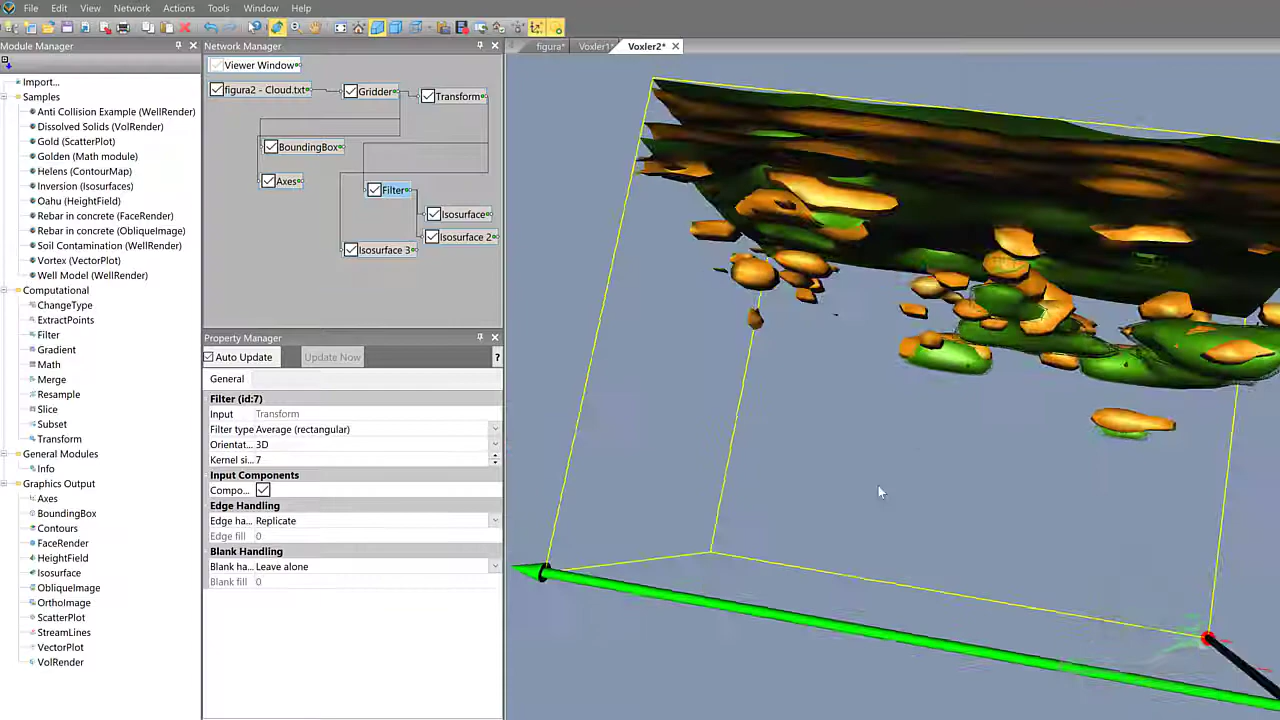 File Edit View Network Actions Tools Window Help
Module Manager
Import...
Samples
Anti Collision Example (WellRender)
Dissolved Solids (VolRender)
Gold (ScatterPlot)
Golden (Math module)
Helens (ContourMap)
Inversion (Isosurfaces)
Oahu (HeightField)
Rebar in concrete (FaceRender)
Rebar in concrete (ObliqueImage)
Soil Contamination (WellRender)
Vortex (VectorPlot)
Well Model (WellRender)
Computational
ChangeType
ExtractPoints
Filter
Gradient
Math
Merge
Resample
Slice
Subset
Transform
General Modules
Info
Graphics Output
Axes
BoundingBox
Contours
FaceRender
HeightField
Isosurface
ObliqueImage
OrthoImage
ScatterPlot
StreamLines
VectorPlot
VolRender
Network Manager
Viewer Window
figura2 - Cloud.txt
Gridder
Transform
BoundingBox
Axes
Filter
Isosurface
Isosurface 2
Isosurface 3
Property Manager
Auto Update Update Now ?
General
Filter (id:7)
Input Transform
Filter type Average (rectangular)
Orientat... 3D
Kernel si... 7
Input Components
Compo...
Edge Handling
Edge ha... Replicate
Edge fill 0
Blank Handling
Blank ha... Leave alone
Blank fill 0
figura* Voxler1* Voxler2*